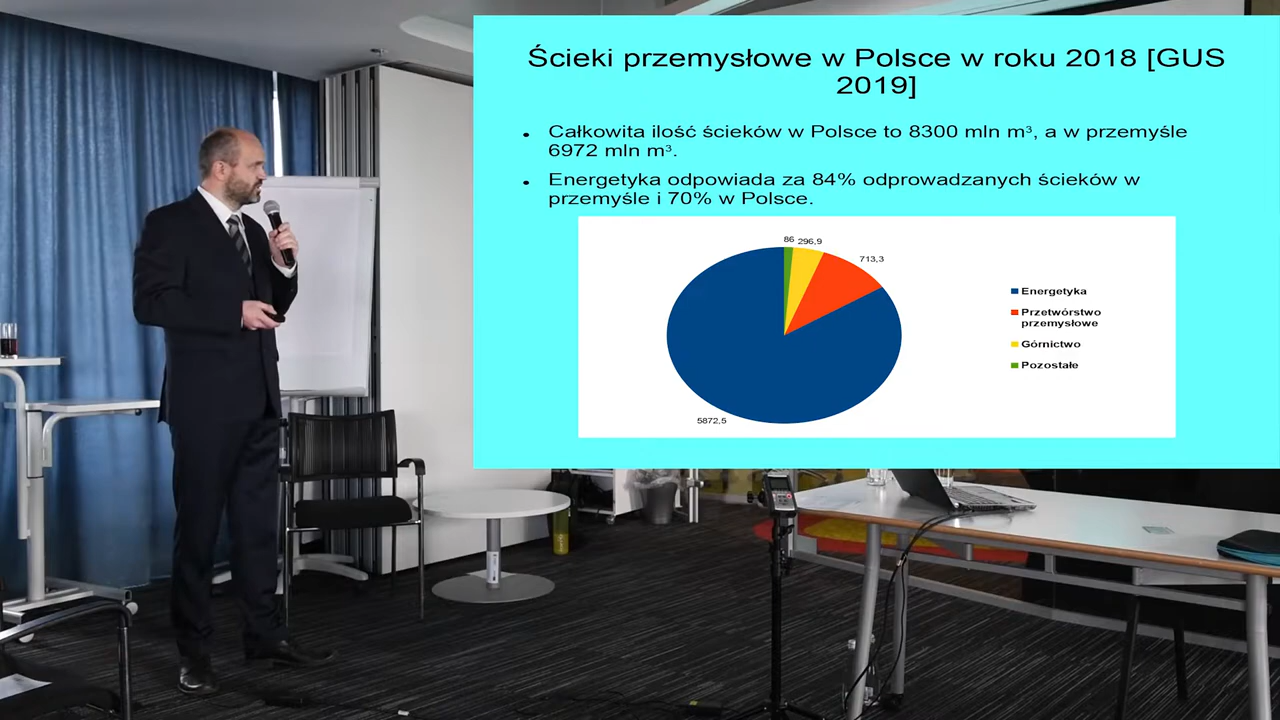 Ścieki przemysłowe w Polsce w roku 2018 [GUS
2019]
• Całkowita ilość ścieków w Polsce to 8300 mln m³, a w przemyśle
6972 mln m³.
• Energetyka odpowiada za 84% odprowadzanych ścieków w
przemyśle i 70% w Polsce.
86 296,9
713,3
5872,5
Energetyka
Przetwórstwo
przemysłowe
Górnictwo
Pozostałe